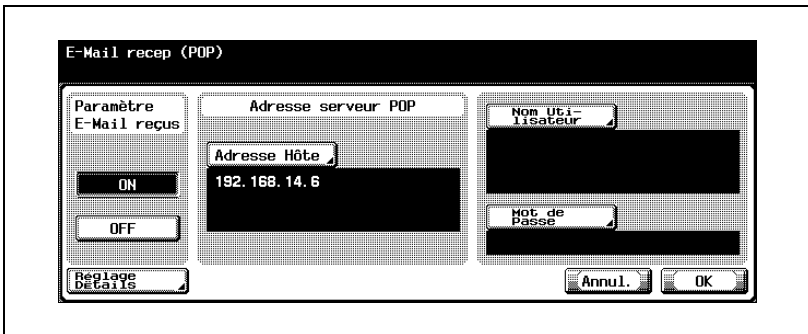 E-Mail recep (POP)
Paramètre
E-Mail reçus
ON
OFF
Réglage
Détails
Adresse serveur POP
Adresse Hôte
192.168.14.6
Nom Uti-
lisateur
Mot de
Passe
Annul.
OK